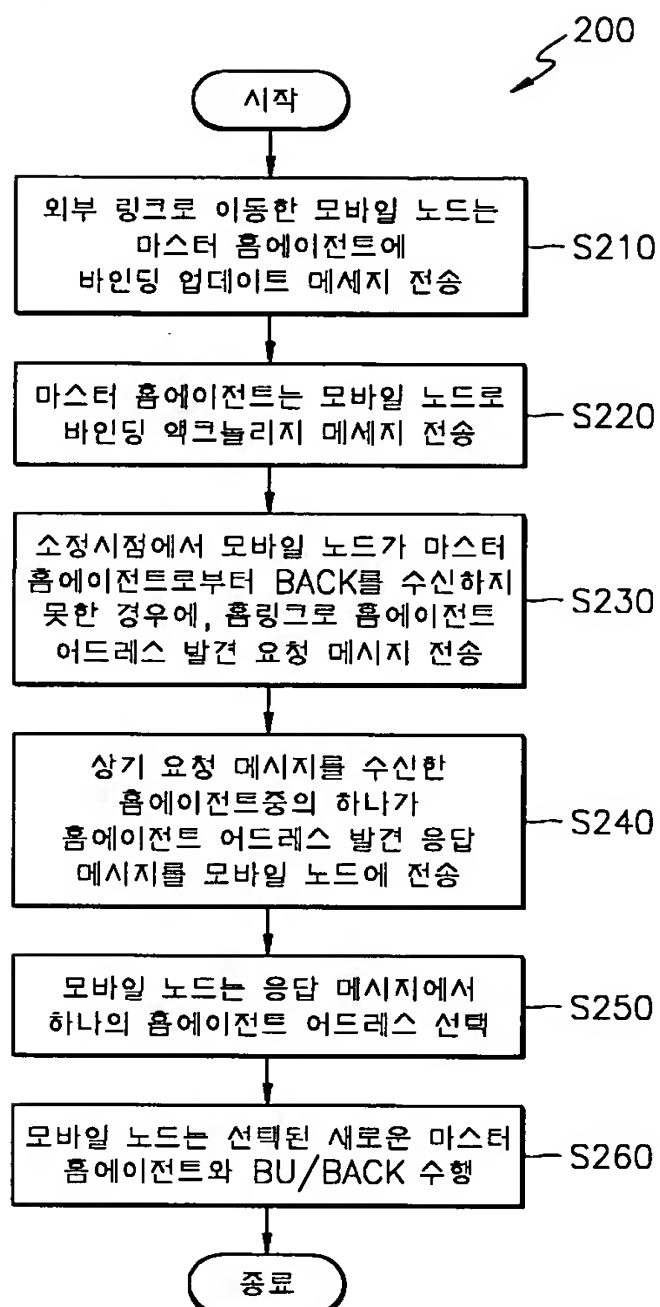 200
시작
외부 링크로 이동한 모바일 노드는
마스터 홈에이전트에
바인딩 업데이트 메세지 전송
S210
마스터 홈에이전트는 모바일 노드로
바인딩 액크놀리지 메세지 전송
S220
소정시점에서 모바일 노드가 마스터
홈에이전트로부터 BACK를 수신하지
못한 경우에, 홈링크로 홈에이전트
어드레스 발견 요청 메시지 전송
S230
상기 요청 메시지를 수신한
홈에이전트중의 하나가
홈에이전트 어드레스 발견 응답
메시지를 모바일 노드에 전송
S240
모바일 노드는 응답 메시지에서
하나의 홈에이전트 어드레스 선택
S250
모바일 노드는 선택된 새로운 마스터
홈에이전트와 BU/BACK 수행
S260
종료